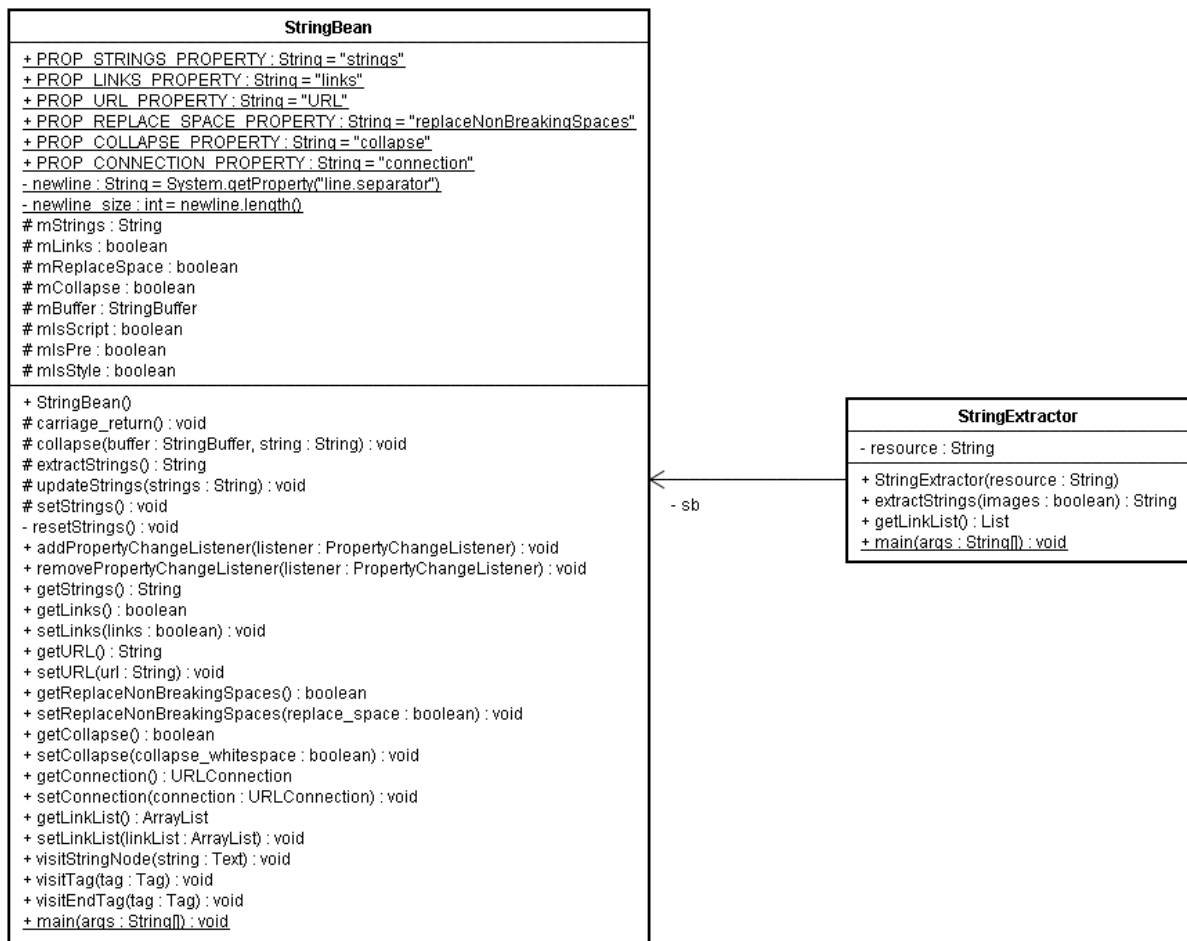 StringBean
+ PROP_STRINGS_PROPERTY : String = "strings"
+ PROP_LINKS_PROPERTY : String = "links"
+ PROP_URL_PROPERTY : String = "URL"
+ PROP_REPLACE_SPACE_PROPERTY : String = "replaceNonBreakingSpaces"
+ PROP_COLLAPSE_PROPERTY : String = "collapse"
+ PROP_CONNECTION_PROPERTY : String = "connection"
- newline : String = System.getProperty("line.separator")
- newline_size : int = newline.length()
# mStrings : String
# mLinks : boolean
# mReplaceSpace : boolean
# mCollapse : boolean
# mBuffer : StringBuffer
# mIsScript : boolean
# mIsPre : boolean
# mIsStyle : boolean
+ StringBean()
# carriage_return() : void
# collapse(buffer : StringBuffer, string : String) : void
# extractStrings() : String
# updateStrings(strings : String) : void
# setStrings() : void
- resetStrings() : void
+ addPropertyChangeListener(listener : PropertyChangeListener) : void
+ removePropertyChangeListener(listener : PropertyChangeListener) : void
+ getStrings() : String
+ getLinks() : boolean
+ setLinks(links : boolean) : void
+ getURL() : String
+ setURL(url : String) : void
+ getReplaceNonBreakingSpaces() : boolean
+ setReplaceNonBreakingSpaces(replace_space : boolean) : void
+ getCollapse() : boolean
+ setCollapse(collapse_whitespace : boolean) : void
+ getConnection() : URLConnection
+ setConnection(connection : URLConnection) : void
+ getLinkList() : ArrayList
+ setLinkList(linkList : ArrayList) : void
+ visitStringNode(string : Text) : void
+ visitTag(tag : Tag) : void
+ visitEndTag(tag : Tag) : void
+ main(args : String[]) : void
- sb
StringExtractor
- resource : String
+ StringExtractor(resource : String)
+ extractStrings(images : boolean) : String
+ getLinkList() : List
+ main(args : String[]) : void